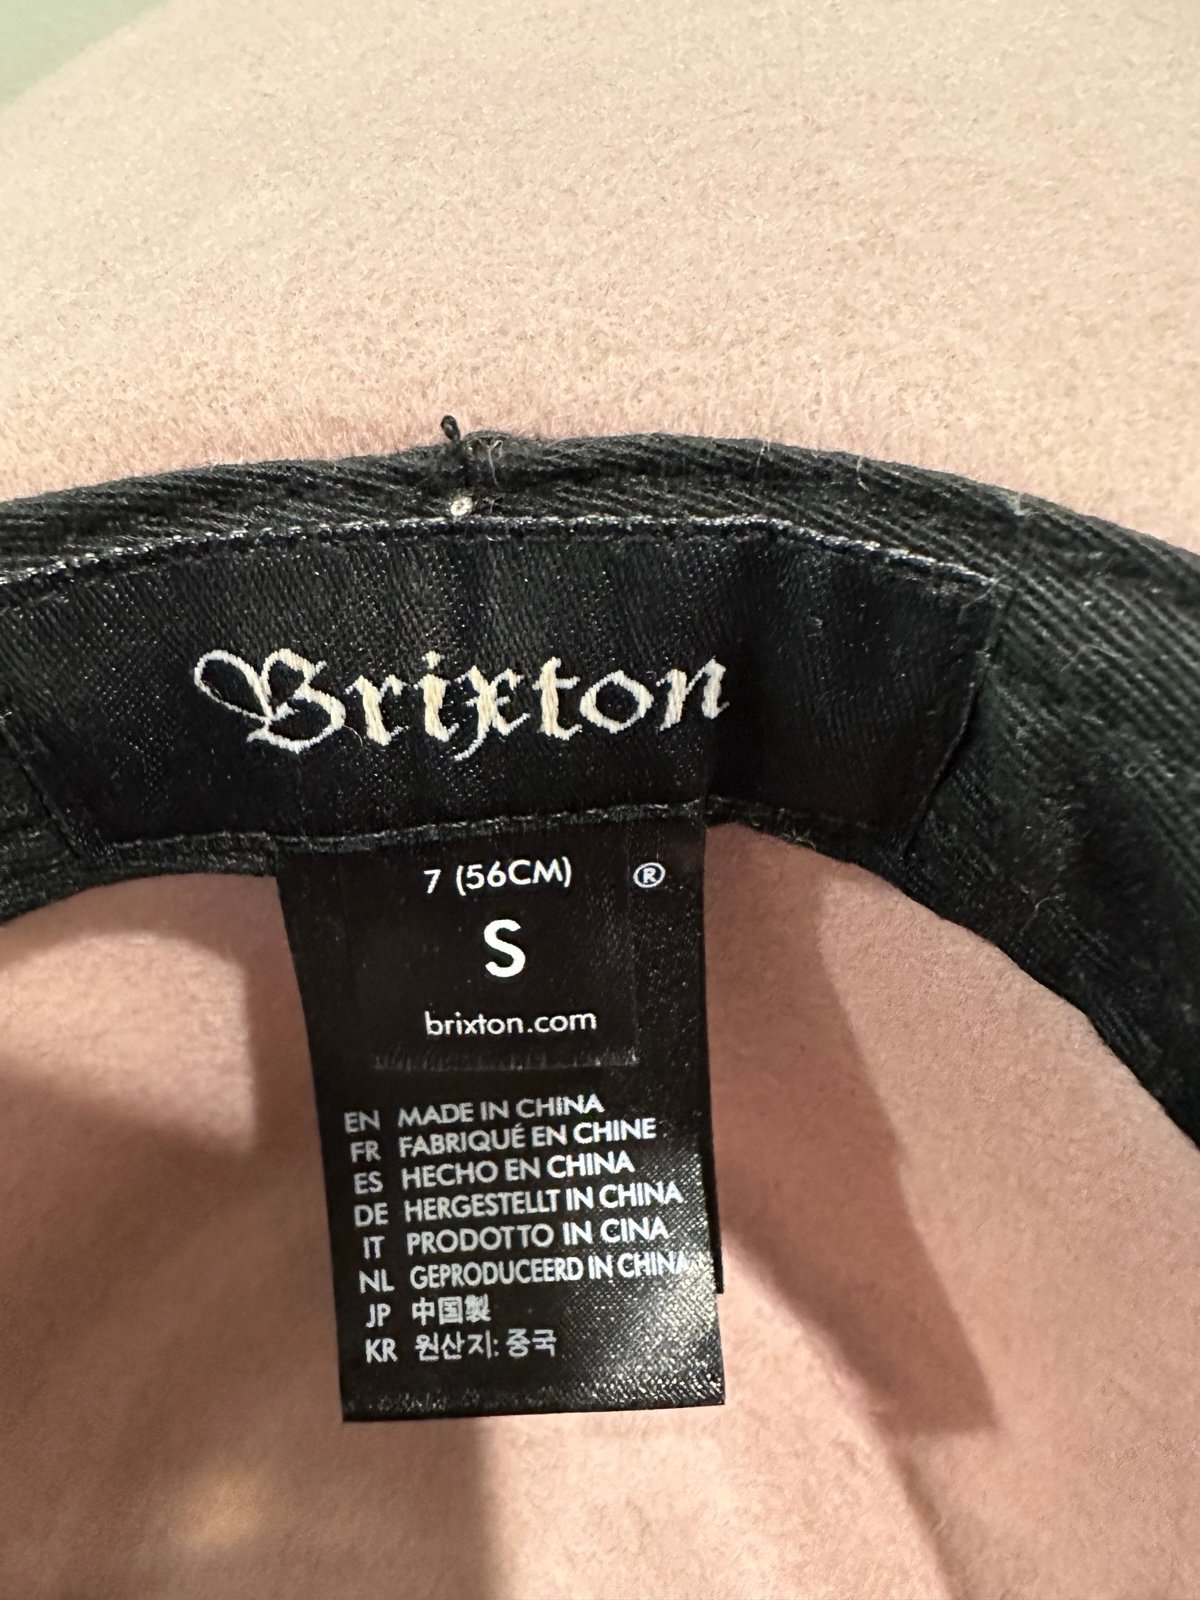 Brixton
7 (56CM) ®
S
brixton.com
EN MADE IN CHINA
FR FABRIQUÉ EN CHINE
ES HECHO EN CHINA
DE HERGESTELLT IN CHINA
IT PRODOTTO IN CINA
NL GEPRODUCEERD IN CHINA
JP 中国製
KR 원산지: 중국